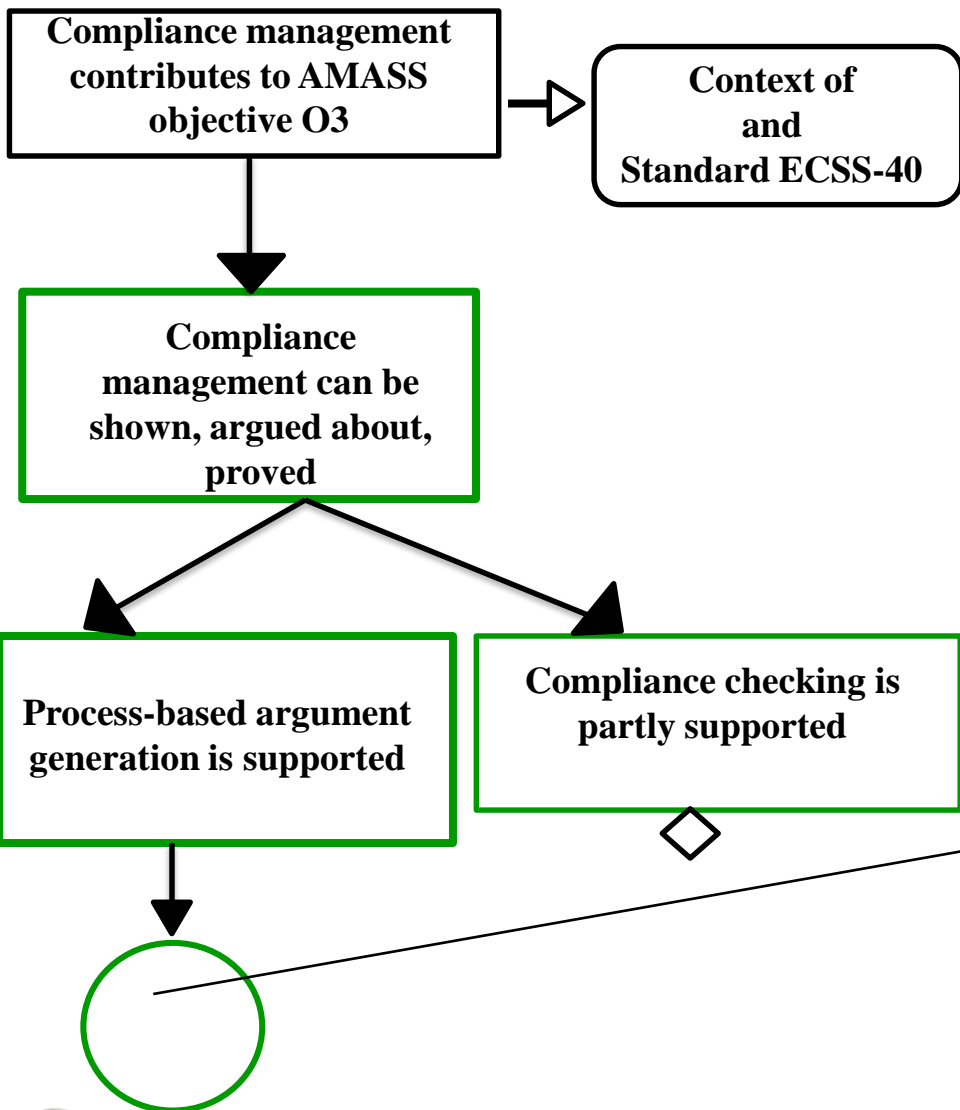 Compliance management
contributes to AMASS
objective O3
Context of
and
Standard ECSS-40
Compliance
management can be
shown, argued about,
proved
Process-based argument
generation is supported
Compliance checking is
partly supported